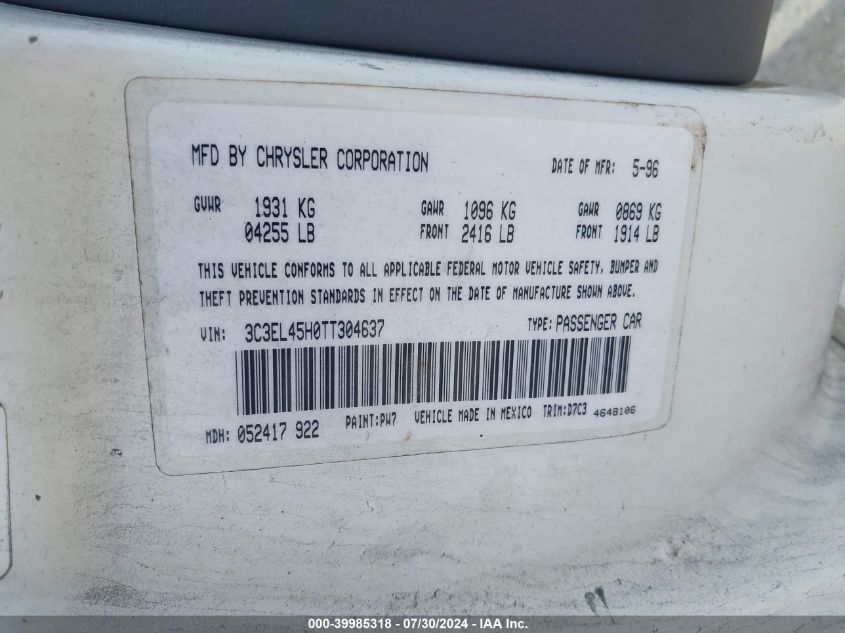 MFD BY CHRYSLER CORPORATION DATE OF MFR: 5-96
GVWR 1931 KG GAWR 1096 KG GAWR 0869 KG
04255 LB FRONT 2416 LB FRONT 1914 LB
THIS VEHICLE CONFORMS TO ALL APPLICABLE FEDERAL MOTOR VEHICLE SAFETY, BUMPER AND
THEFT PREVENTION STANDARDS IN EFFECT ON THE DATE OF MANUFACTURE SHOWN ABOVE.
VIN: 3C3EL45H0TT304637 TYPE: PASSENGER CAR
MDH: 052417 922 PAINT:PW7 VEHICLE MADE IN MEXICO TRIM:D7C3 4648106
000-39985318 - 07/30/2024 - IAA Inc.